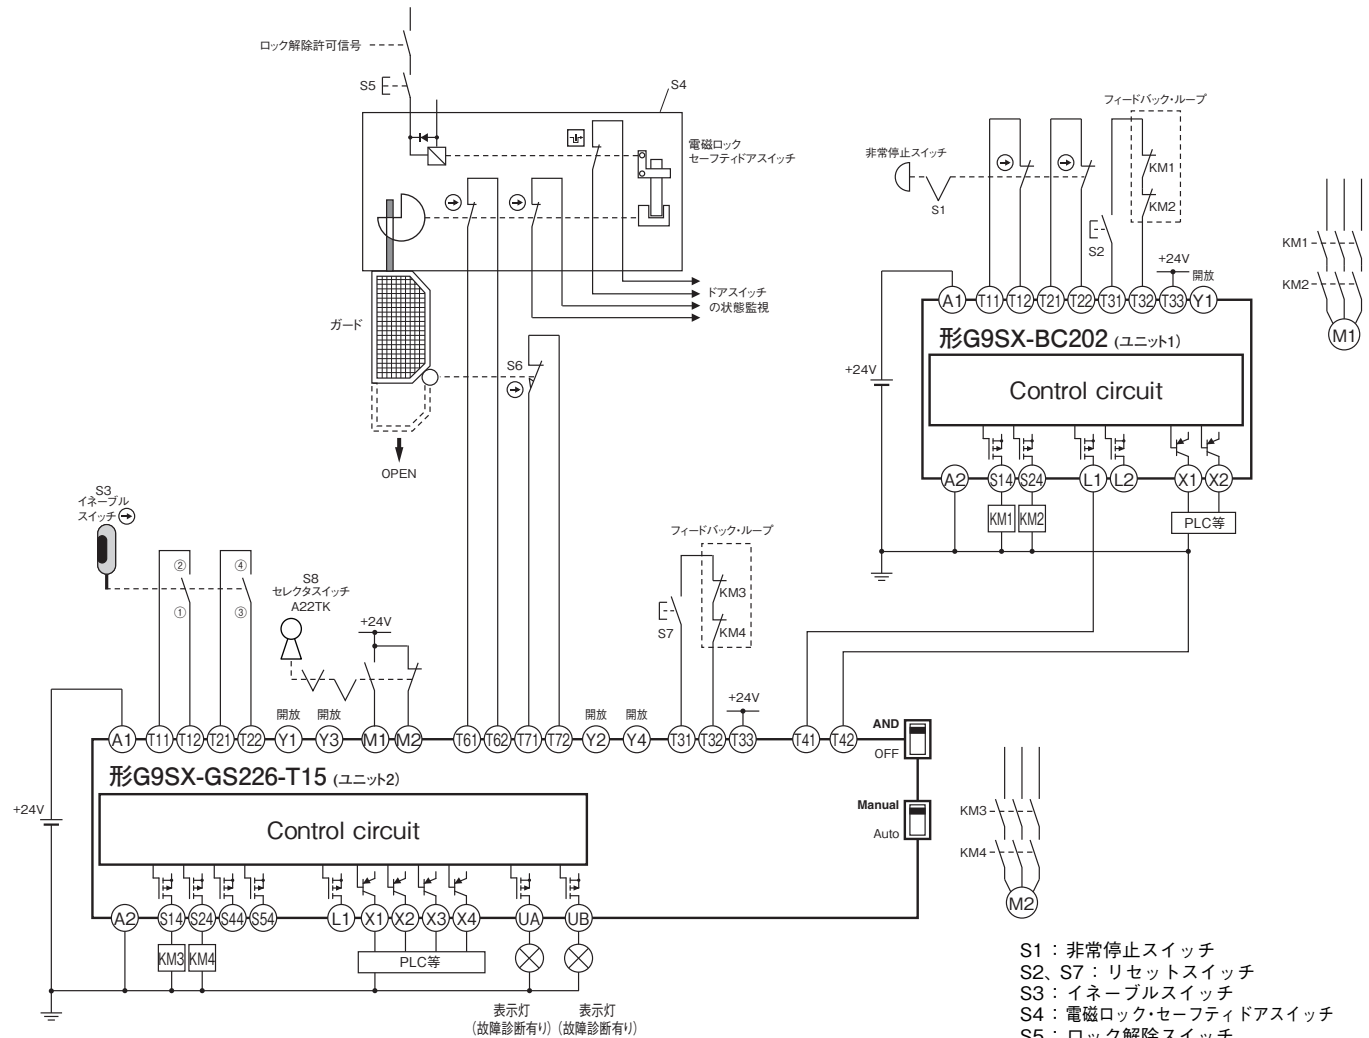 ロック解除許可信号
S5
S4
電磁ロック
セーフティドアスイッチ
ドアスイッチ
の状態監視
ガード
S6
OPEN
フィードバック・ループ
非常停止スイッチ
S1
KM1
KM2
S2
+24V
開放
A1 T11 T12 T21 T22 T31 T32 T33 Y1
形G9SX-BC202 (ユニット1)
Control circuit
+24V
A2 S14 S24 L1 L2 X1 X2
KM1 KM2
PLC等
KM1
KM2
M1
S3
イネーブル
スイッチ
② ④
① ③
S8
セレクタスイッチ
A22TK
+24V
フィードバック・ループ
KM3
KM4
S7
+24V
開放 開放 開放 開放
A1 T11 T12 T21 T22 Y1 Y3 M1 M2 T61 T62 T71 T72 Y2 Y4 T31 T32 T33 T41 T42
AND
OFF
Manual
Auto
形G9SX-GS226-T15 (ユニット2)
Control circuit
+24V
A2 S14 S24 S44 S54 L1 X1 X2 X3 X4 UA UB
KM3 KM4
PLC等
表示灯
(故障診断有り)
表示灯
(故障診断有り)
KM3
KM4
M2
S1：非常停止スイッチ
S2、S7：リセットスイッチ
S3：イネーブルスイッチ
S4：電磁ロック・セーフティドアスイッチ
S5：ロック解除スイッチ